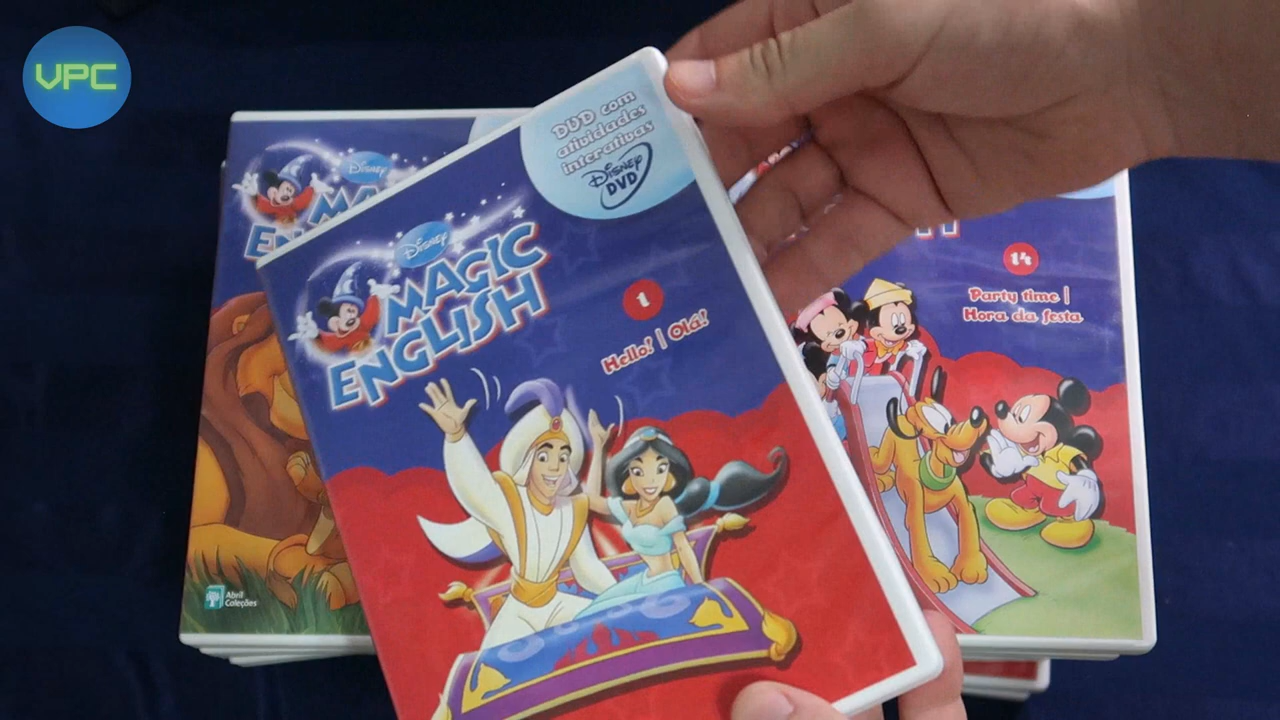 VPC
DVD com
atividades
interativas
Disney
DVD
Disney
MAGIC
ENGLISH
1
Hello! | Olá!
Disney
14
Party time |
Hora da festa
Abril
Coleções